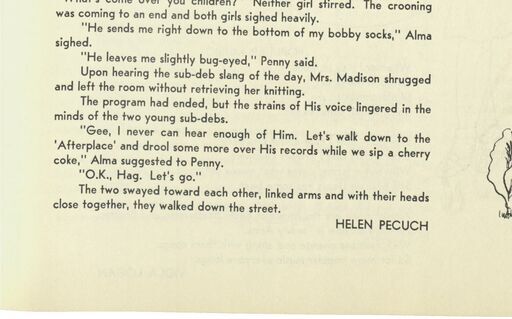 "What's come over you children?" Neither girl stirred. The crooning
was coming to an end and both girls sighed heavily.
"He sends me right down to the bottom of my bobby socks," Alma
sighed.
"He leaves me slightly bug-eyed," Penny said.
Upon hearing the sub-deb slang of the day, Mrs. Madison shrugged
and left the room without retrieving her knitting.
The program had ended, but the strains of His voice lingered in the
minds of the two young sub-debs.
"Gee, I never can hear enough of Him. Let's walk down to the
'Afterplace' and drool some more over His records while we sip a cherry
coke," Alma suggested to Penny.
"O.K., Hag. Let's go."
The two swayed toward each other, linked arms and with their heads
close together, they walked down the street.
HELEN PECUCH